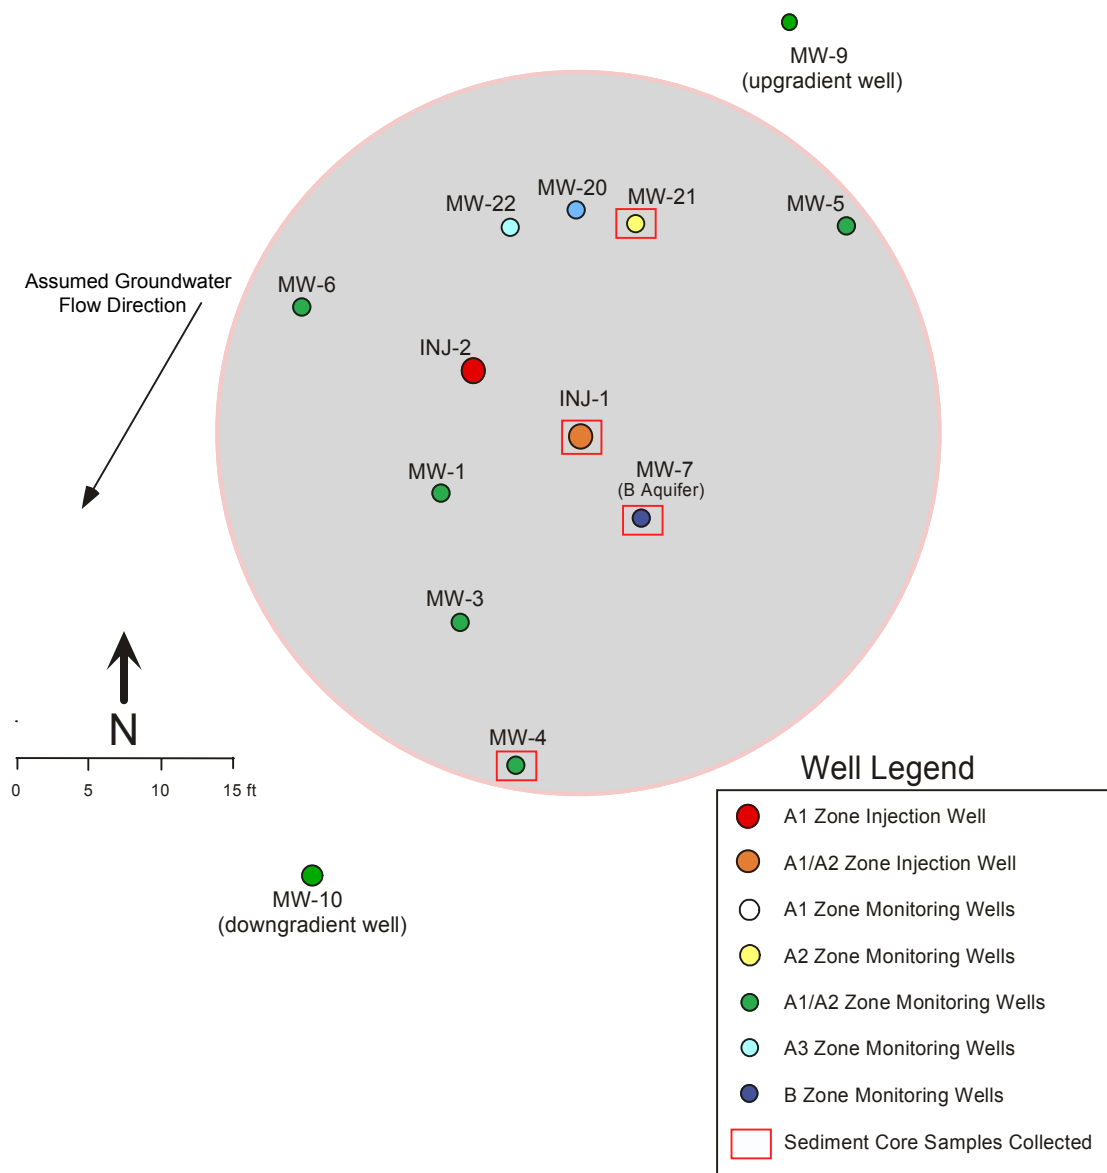 MW-9
(upgradient well)
MW-20
MW-21
MW-22
MW-5
Assumed Groundwater
Flow Direction
MW-6
INJ-2
INJ-1
MW-7
(B Aquifer)
MW-1
MW-3
N
MW-4
0 5 10 15 ft
MW-10
(downgradient well)
Well Legend
A1 Zone Injection Well
A1/A2 Zone Injection Well
A1 Zone Monitoring Wells
A2 Zone Monitoring Wells
A1/A2 Zone Monitoring Wells
A3 Zone Monitoring Wells
B Zone Monitoring Wells
Sediment Core Samples Collected